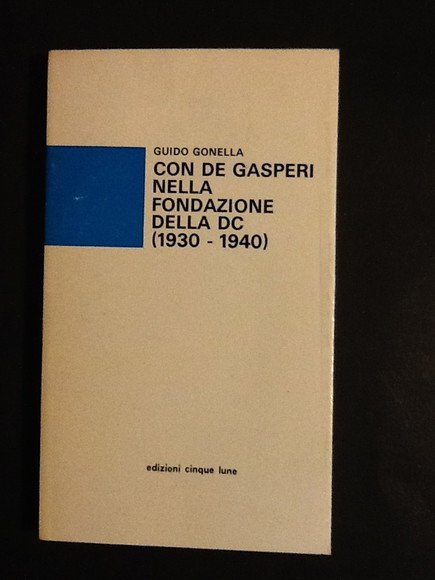 GUIDO GONELLA
CON DE GASPERI
NELLA
FONDAZIONE
DELLA DC
(1930 - 1940)
edizioni cinque lune